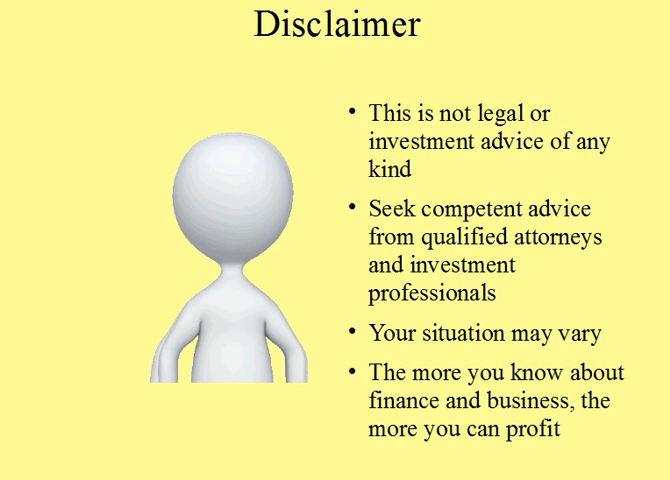 Disclaimer
• This is not legal or
investment advice of any
kind
• Seek competent advice
from qualified attorneys
and investment
professionals
• Your situation may vary
• The more you know about
finance and business, the
more you can profit